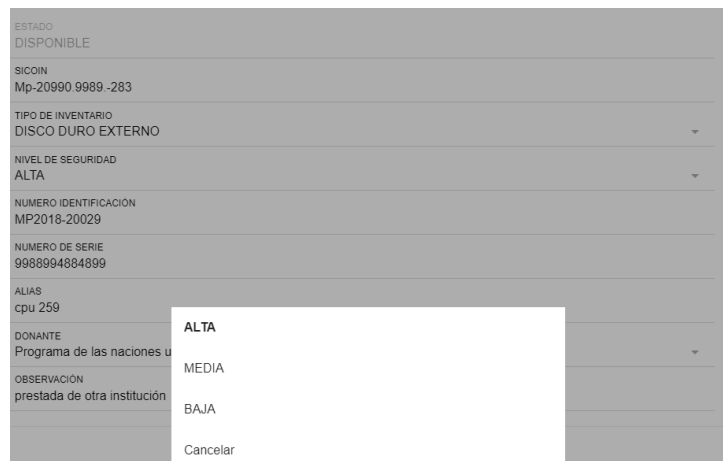 ESTADO
DISPONIBLE
SICOIN
Mp-20990.9989.-283
TIPO DE INVENTARIO
DISCO DURO EXTERNO
NIVEL DE SEGURIDAD
ALTA
NUMERO IDENTIFICACIÓN
MP2018-20029
NUMERO DE SERIE
9988994884899
ALIAS
cpu 259
DONANTE
Programa de las naciones u
OBSERVACIÓN
prestada de otra institución
ALTA
MEDIA
BAJA
Cancelar